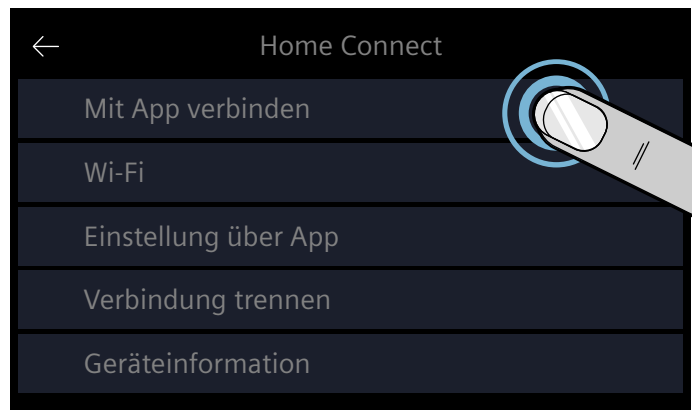 Home Connect
Mit App verbinden
Wi-Fi
Einstellung über App
Verbindung trennen
Geräteinformation